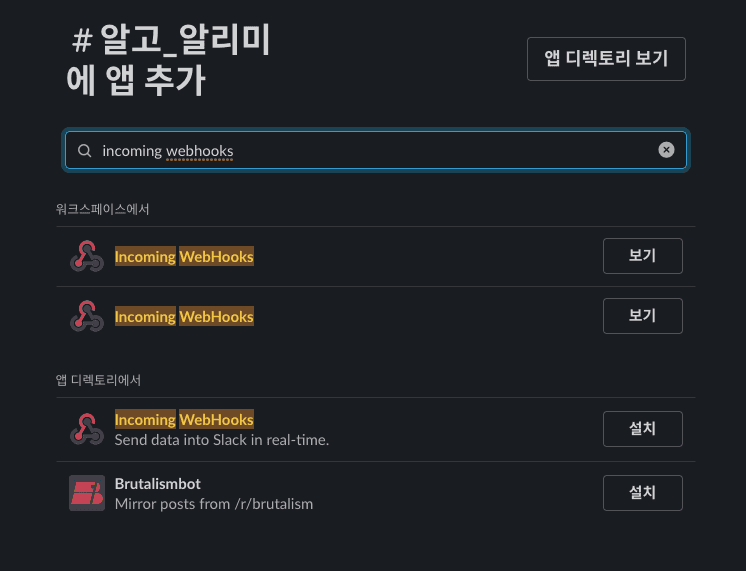 # 알고_알리미
에 앱 추가
앱 디렉토리 보기
incoming webhooks
워크스페이스에서
Incoming WebHooks
보기
Incoming WebHooks
보기
앱 디렉토리에서
Incoming WebHooks
Send data into Slack in real-time.
설치
Brutalismbot
Mirror posts from /r/brutalism
설치